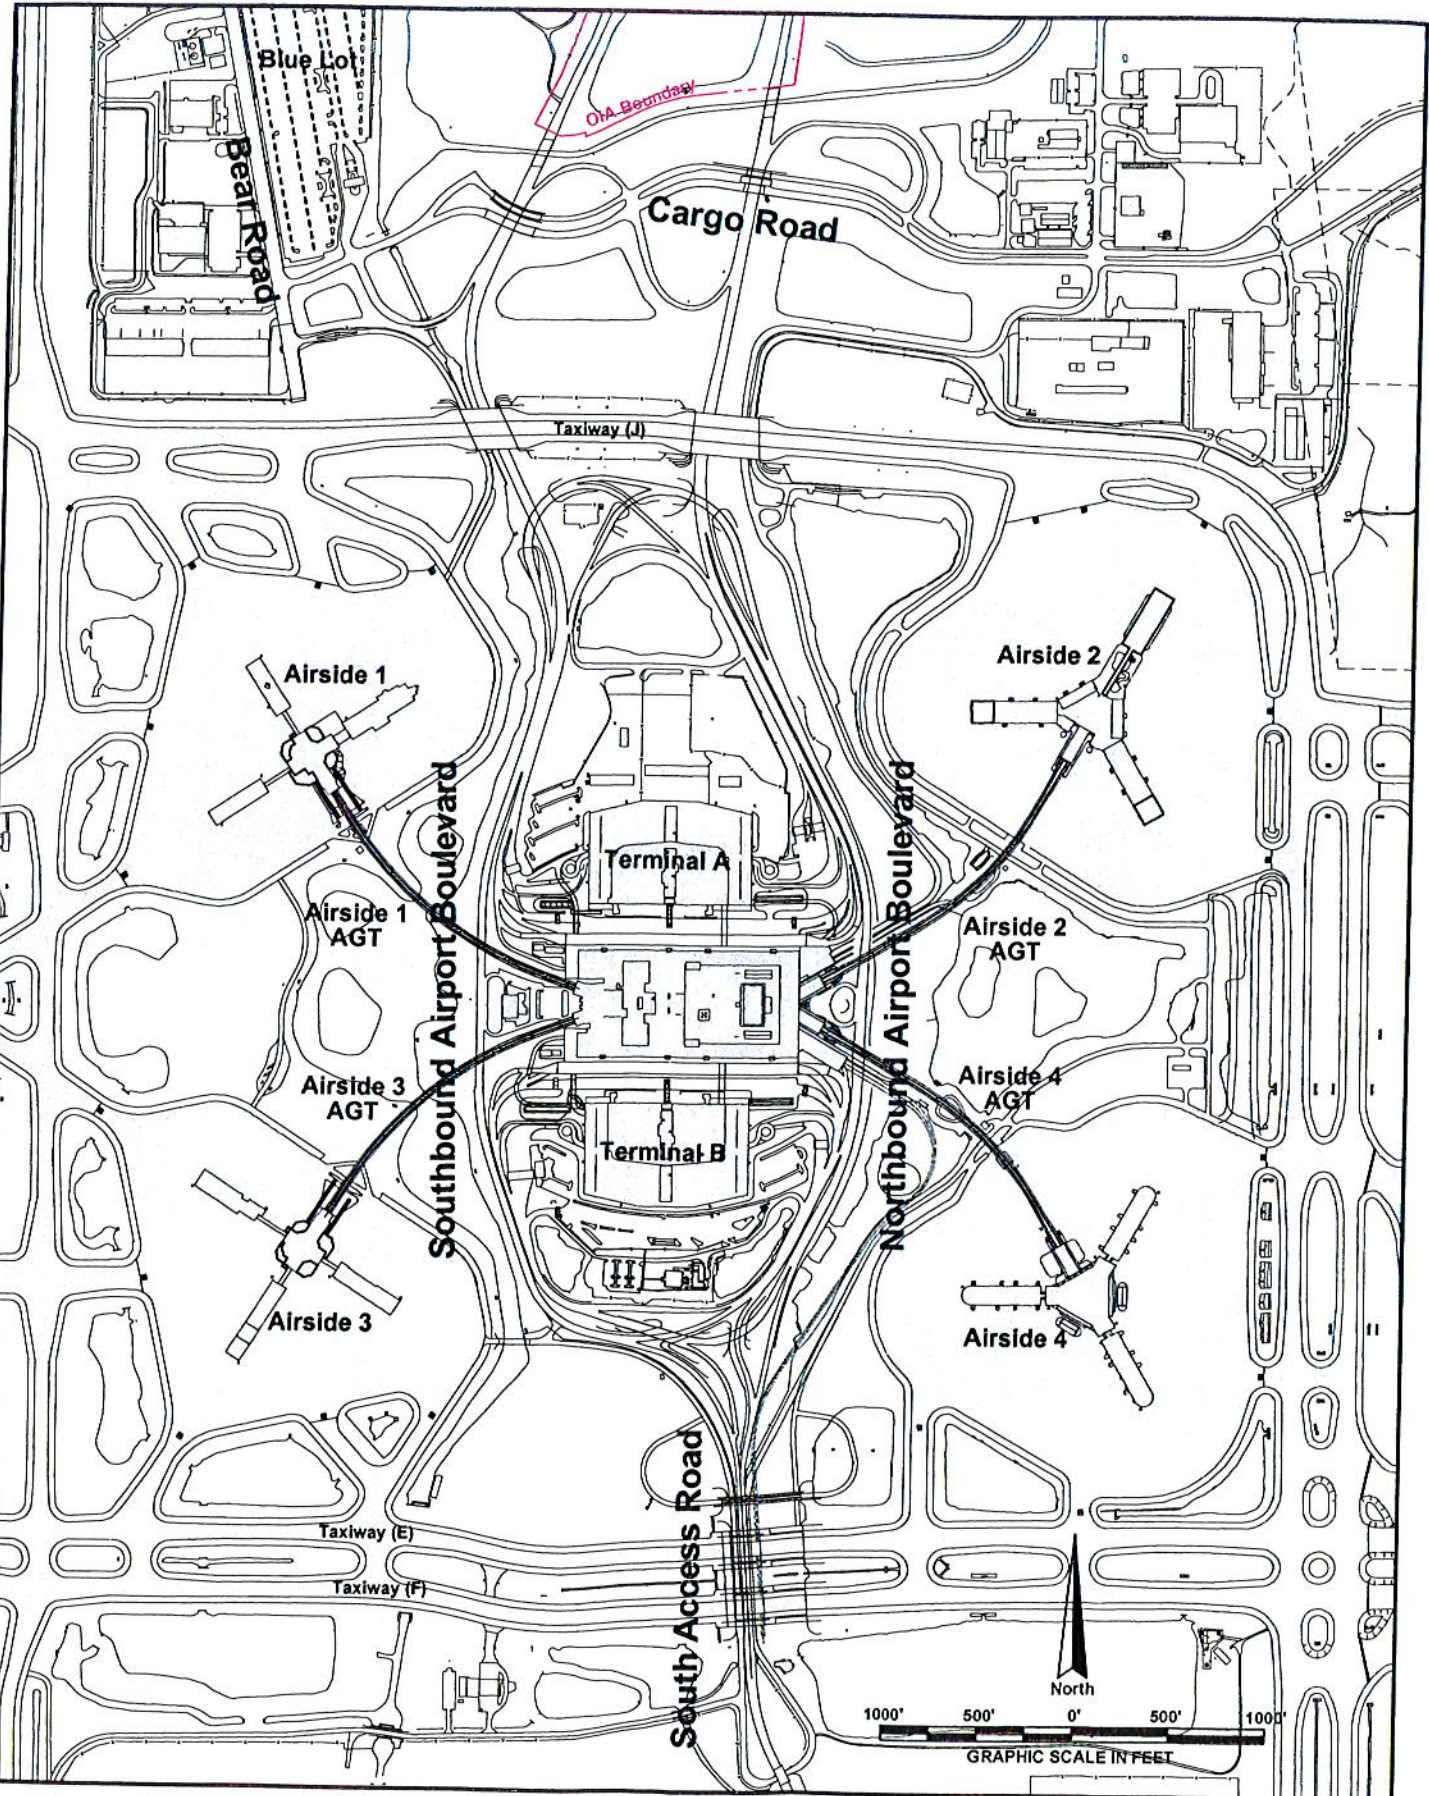 Blue Lot
OIA Boundary
Bear Road
Cargo Road
Taxiway (J)
Airside 1
Airside 2
Southbound Airport Boulevard
Northbound Airport Boulevard
Terminal A
Airside 1
AGT
Airside 2
AGT
Airside 3
AGT
Airside 4
AGT
Terminal B
Airside 3
Airside 4
South Access Road
Taxiway (E)
Taxiway (F)
North
1000' 500' 0' 500' 1000'
GRAPHIC SCALE IN FEET